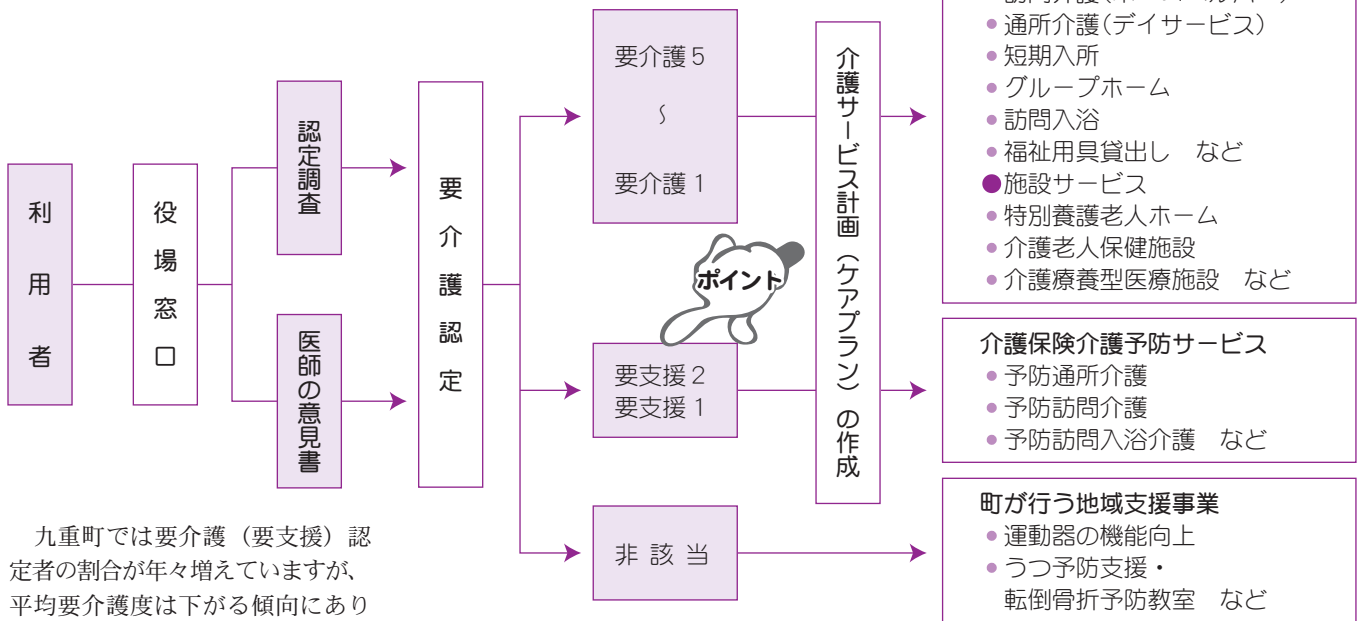 利用者
役場窓口
認定調査
医師の意見書
要介護認定
要介護５
〜
要介護１
ポイント
要支援２
要支援１
非該当
介護サービス計画（ケアプラン）の作成
●通所介護（デイサービス）
●短期入所
●グループホーム
●訪問入浴
●福祉用具貸出し　など
●施設サービス
●特別養護老人ホーム
●介護老人保健施設
●介護療養型医療施設　など
介護保険介護予防サービス
●予防通所介護
●予防訪問介護
●予防訪問入浴介護　など
町が行う地域支援事業
●運動器の機能向上
●うつ予防支援・
転倒骨折予防教室　など
九重町では要介護（要支援）認
定者の割合が年々増えていますが、
平均要介護度は下がる傾向にあり